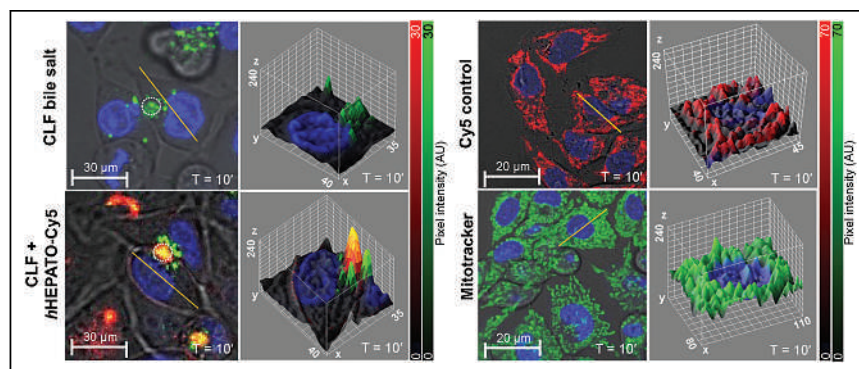 CLF bile salt
30 µm
T = 10'
z
240
y
40
x
35
T = 10'
30
30
CLF +
hHEPATO-Cy5
30 µm
T = 10'
z
240
y
40
x
35
T = 10'
0
0
Pixel intensity (AU)
Cy5 control
20 µm
T = 10'
z
240
y
40
x
45
T = 10'
70
70
Mitotracker
20 µm
T = 10'
z
240
y
80
x
110
T = 10'
0
0
Pixel intensity (AU)